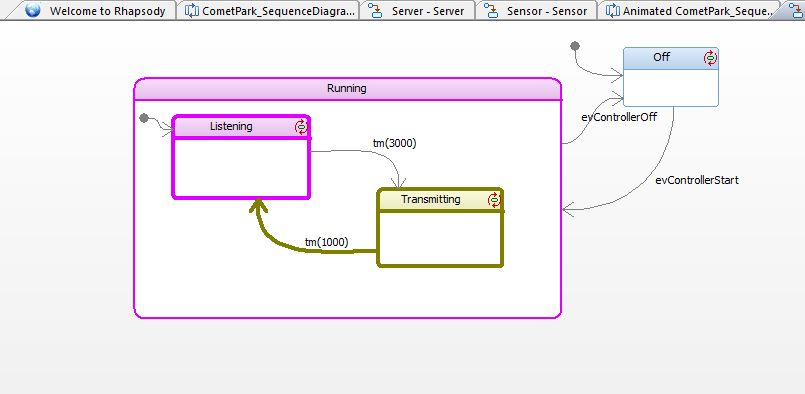 Welcome to Rhapsody
CometPark_SequenceDiagra...
Server - Server
Sensor - Sensor
Animated CometPark_Seque...
Off
Running
evControllerOff
Listening
tm(3000)
evControllerStart
Transmitting
tm(1000)